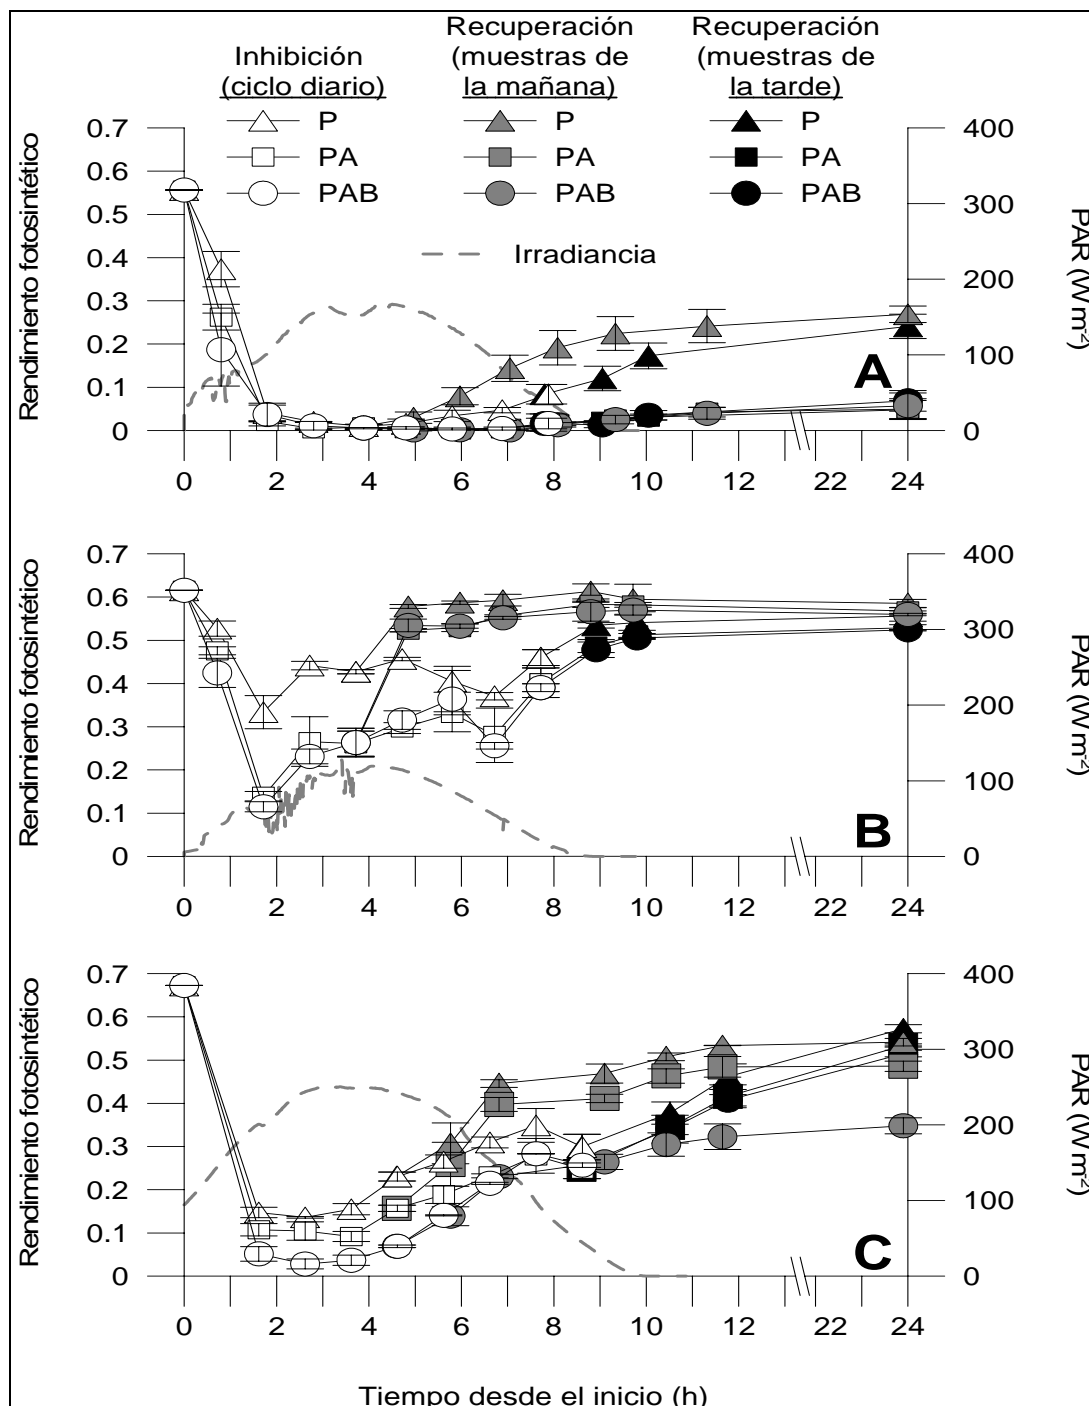 Inhibición
(ciclo diario)
P
PA
PAB
Recuperación
(muestras de
la mañana)
P
PA
PAB
Recuperación
(muestras de
la tarde)
P
PA
PAB
Irradiancia
Rendimiento fotosintético
0.7
0.6
0.5
0.4
0.3
0.2
0.1
0
400
300
200
100
0
PAR (W m-2)
A
0 2 4 6 8 10 12 22 24
Rendimiento fotosintético
0.7
0.6
0.5
0.4
0.3
0.2
0.1
0
400
300
200
100
0
PAR (W m-2)
B
0 2 4 6 8 10 12 22 24
Rendimiento fotosintético
0.7
0.6
0.5
0.4
0.3
0.2
0.1
0
400
300
200
100
0
PAR (W m-2)
C
0 2 4 6 8 10 12 22 24
Tiempo desde el inicio (h)